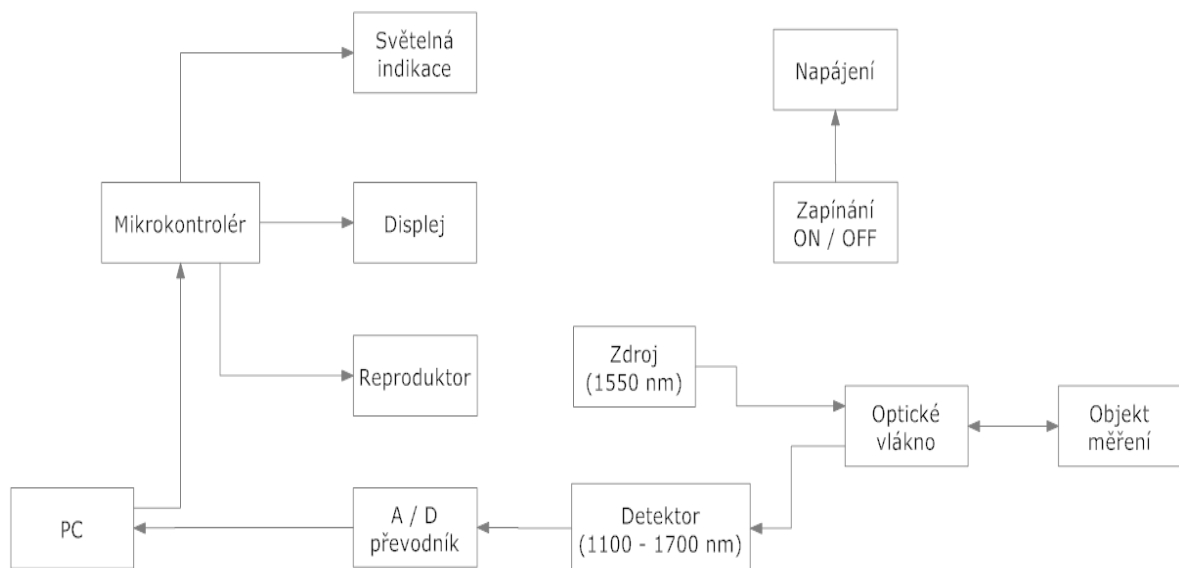 Světelná
indikace
Napájení
Mikrokontrolér
Displej
Zapínání
ON / OFF
Reproduktor
Zdroj
(1550 nm)
Optické
vlákno
Objekt
měření
PC
A / D
převodník
Detektor
(1100 - 1700 nm)